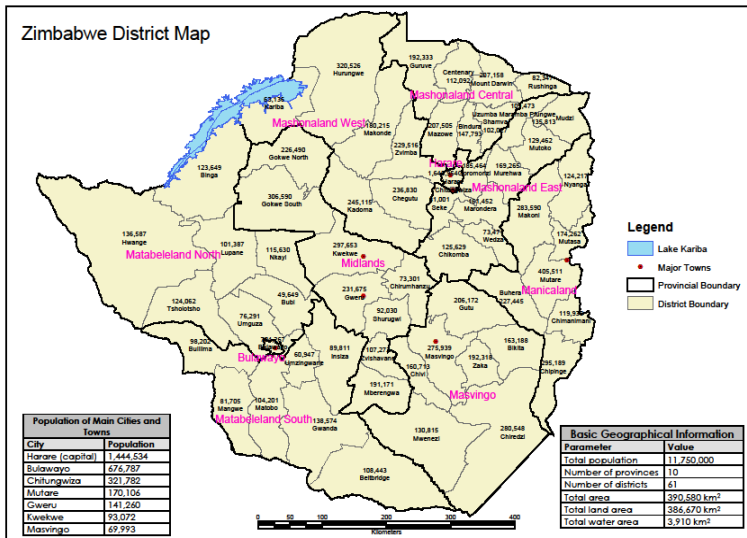 Zimbabwe District Map
320,526
Hurungwe
192,333
Guruve
Centenary
112,092
207,158
Mount Darwin
82,347
Rushinga
Mashonaland Central
Kariba
Mashonaland West
180,215
Makonde
207,505
Mazowe
Bindura
147,793
Shamva
Uzumba Maramba Pfungwe
Mudzi
135,813
129,462
Mutoko
226,490
Gokwe North
229,516
Zvimba
Harare
Goromonzi
169,265
Murehwa
Mashonaland East
124,217
Nyanga
123,649
Binga
306,590
Gokwe South
245,115
Kadoma
236,830
Chegutu
Seke
Marondera
283,590
Makoni
136,587
Hwange
Matabeleland North
101,387
Lupane
115,630
Nkayi
297,653
Kwekwe
Midlands
125,629
Chikomba
Wedza
174,262
Mutasa
405,511
Mutare
Manicaland
73,301
Chirumhanzu
231,675
Gweru
Buhera
227,445
124,062
Tsholotsho
49,649
Bubi
76,291
Umguza
92,030
Shurugwi
206,172
Gutu
Chimanimani
98,202
Bulilima
Bulawayo
60,947
Umzingwane
89,811
Insiza
Zvishavane
275,939
Masvingo
163,188
Bikita
160,713
Chivi
192,318
Zaka
Masvingo
Chipinge
81,705
Mangwe
104,201
Matobo
Matabeleland South
138,574
Gwanda
191,171
Mberengwa
130,815
Mwenezi
280,548
Chiredzi
108,443
Beitbridge
Legend
Lake Kariba
Major Towns
Provincial Boundary
District Boundary
Population of Main Cities and
Towns
City Population
Harare (capital) 1,444,534
Bulawayo 676,787
Chitungwiza 321,782
Mutare 170,106
Gweru 141,260
Kwekwe 93,072
Masvingo 69,993
Basic Geographical Information
Parameter Value
Total population 11,750,000
Number of provinces 10
Number of districts 61
Total area 390,580 km²
Total land area 386,670 km²
Total water area 3,910 km²
0 50 100 200 300 400
Kilometers